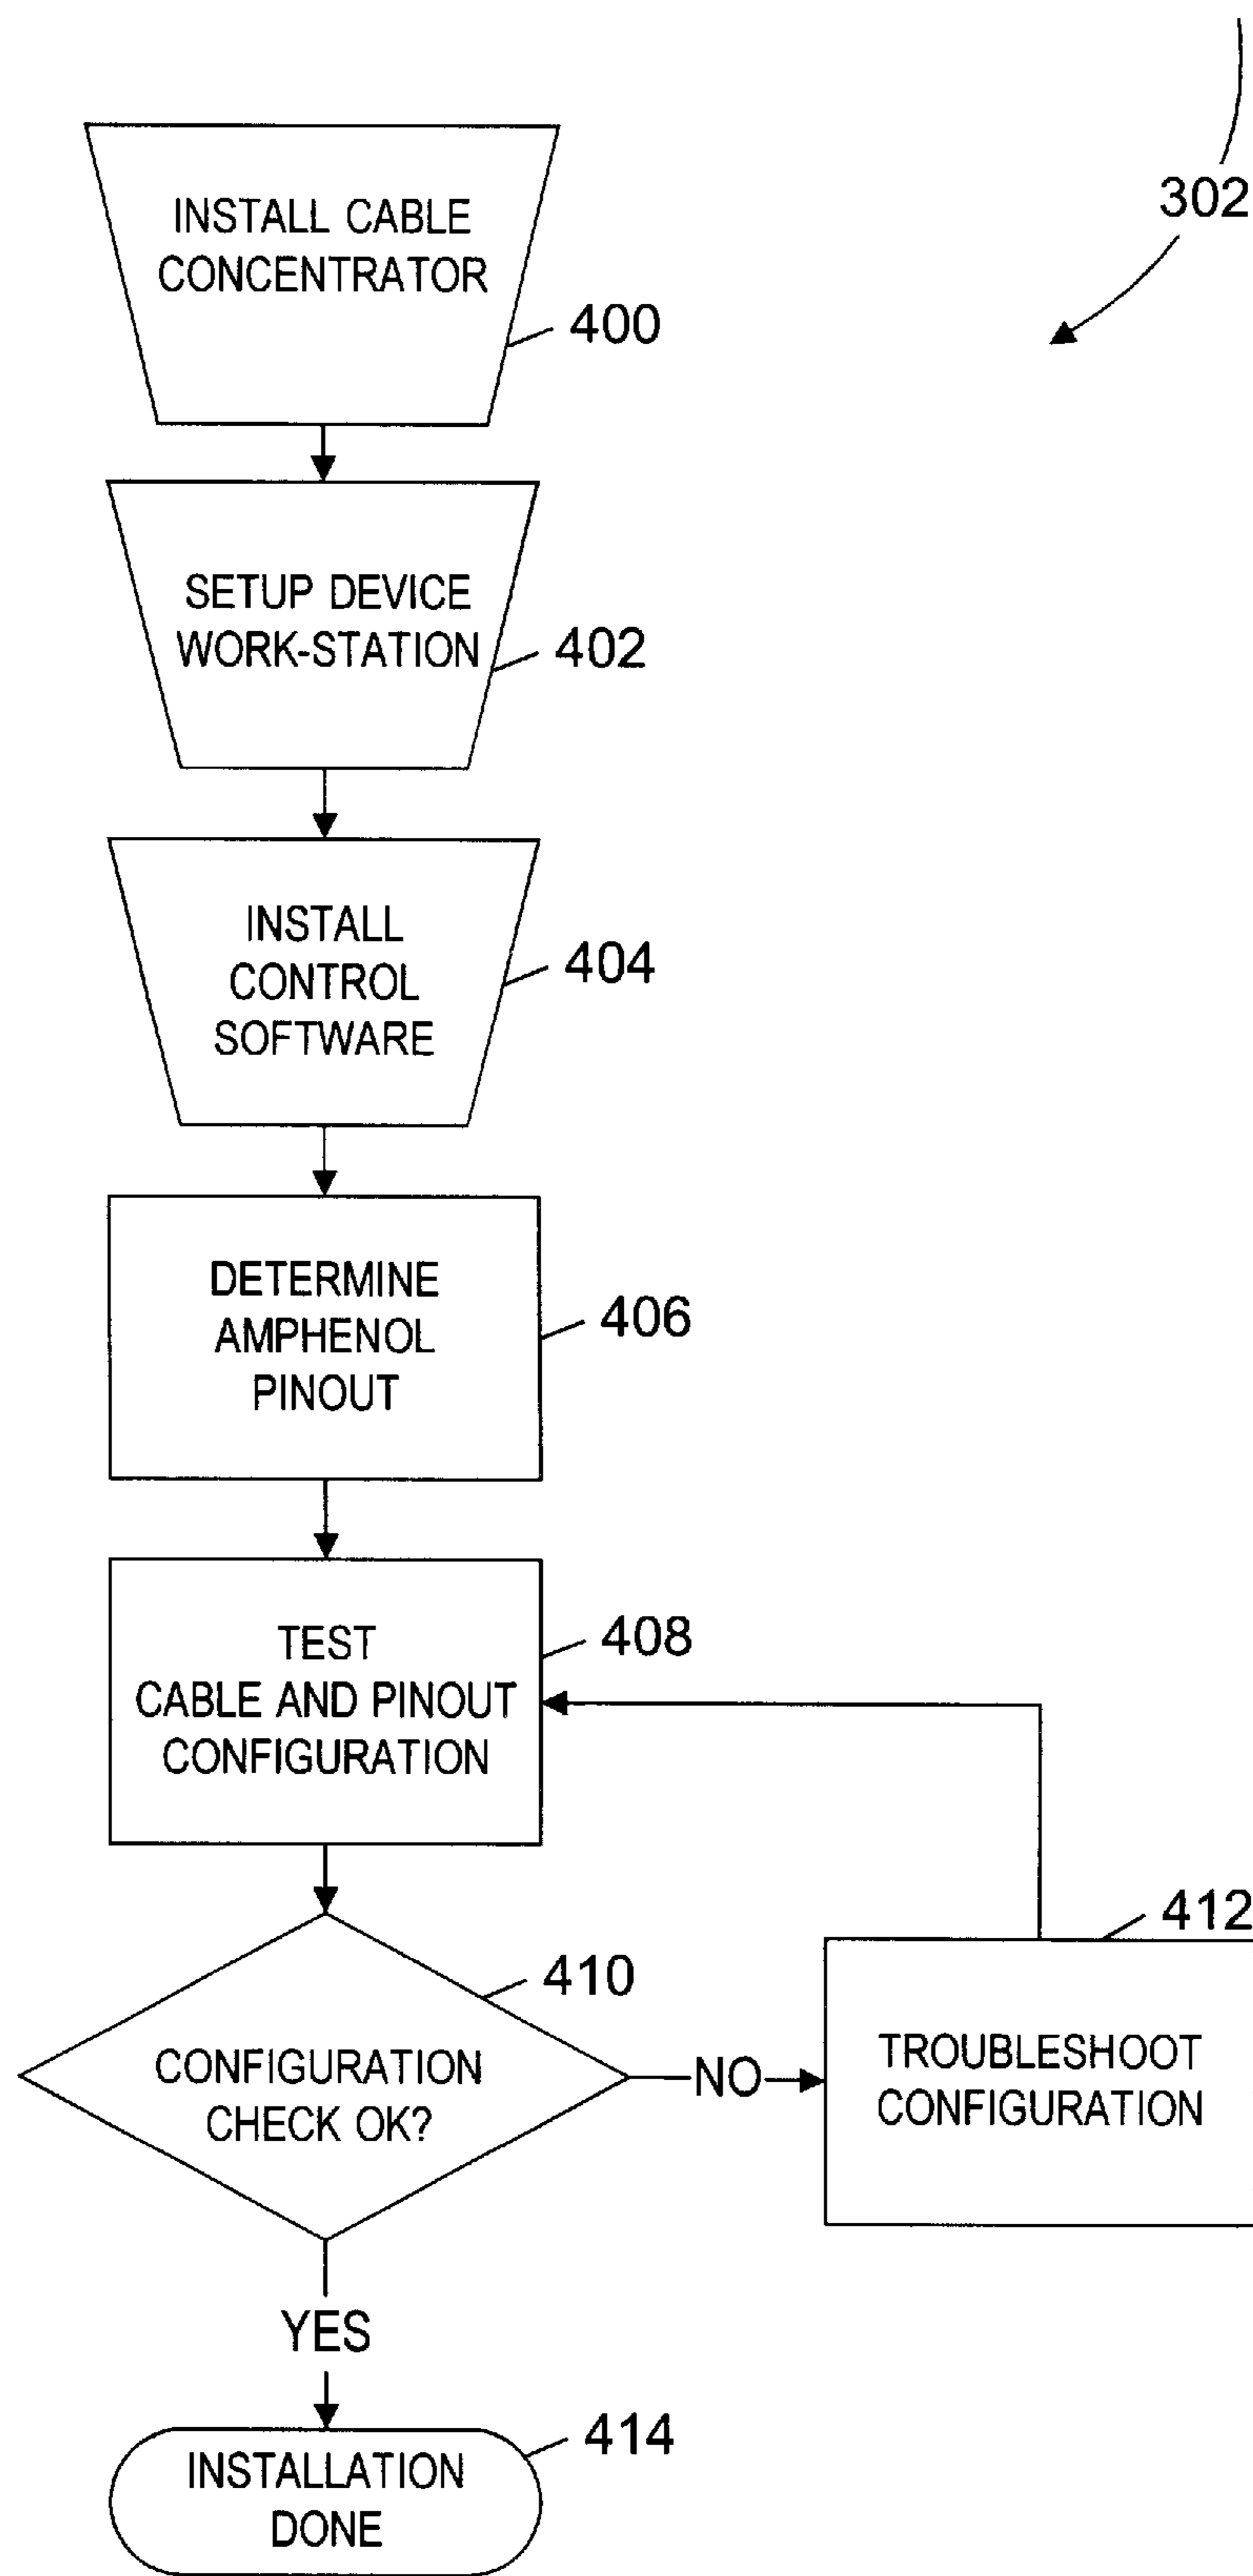 302
INSTALL CABLE
CONCENTRATOR
400
SETUP DEVICE
WORK-STATION
402
INSTALL
CONTROL
SOFTWARE
404
DETERMINE
AMPHENOL
PINOUT
406
TEST
CABLE AND PINOUT
CONFIGURATION
408
CONFIGURATION
CHECK OK?
410
NO
TROUBLESHOOT
CONFIGURATION
412
YES
INSTALLATION
DONE
414